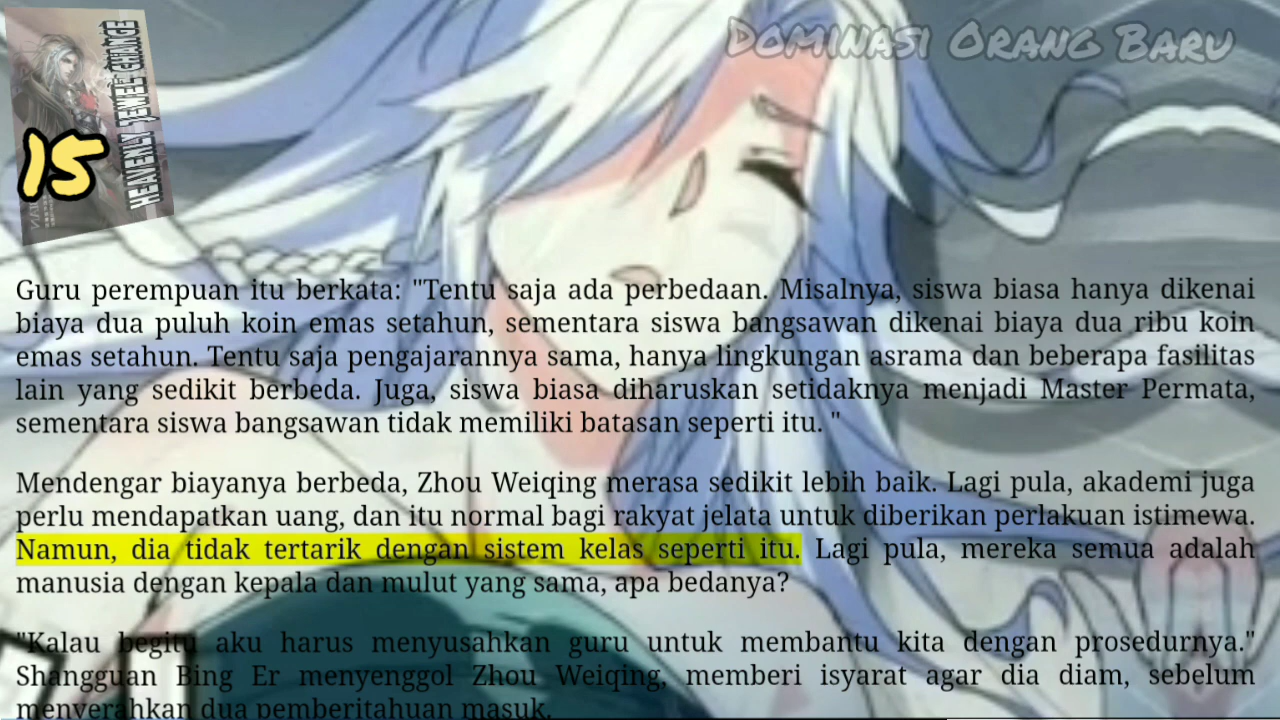 Dominasi Orang Baru
HEAVENLY JEWEL CHANGE
15
Guru perempuan itu berkata: "Tentu saja ada perbedaan. Misalnya, siswa biasa hanya dikenai
biaya dua puluh koin emas setahun, sementara siswa bangsawan dikenai biaya dua ribu koin
emas setahun. Tentu saja pengajarannya sama, hanya lingkungan asrama dan beberapa fasilitas
lain yang sedikit berbeda. Juga, siswa biasa diharuskan setidaknya menjadi Master Permata,
sementara siswa bangsawan tidak memiliki batasan seperti itu. "
Mendengar biayanya berbeda, Zhou Weiqing merasa sedikit lebih baik. Lagi pula, akademi juga
perlu mendapatkan uang, dan itu normal bagi rakyat jelata untuk diberikan perlakuan istimewa.
Namun, dia tidak tertarik dengan sistem kelas seperti itu. Lagi pula, mereka semua adalah
manusia dengan kepala dan mulut yang sama, apa bedanya?
"Kalau begitu aku harus menyusahkan guru untuk membantu kita dengan prosedurnya."
Shangguan Bing Er menyenggol Zhou Weiqing, memberi isyarat agar dia diam, sebelum
menyerahkan dua pemberitahuan masuk.